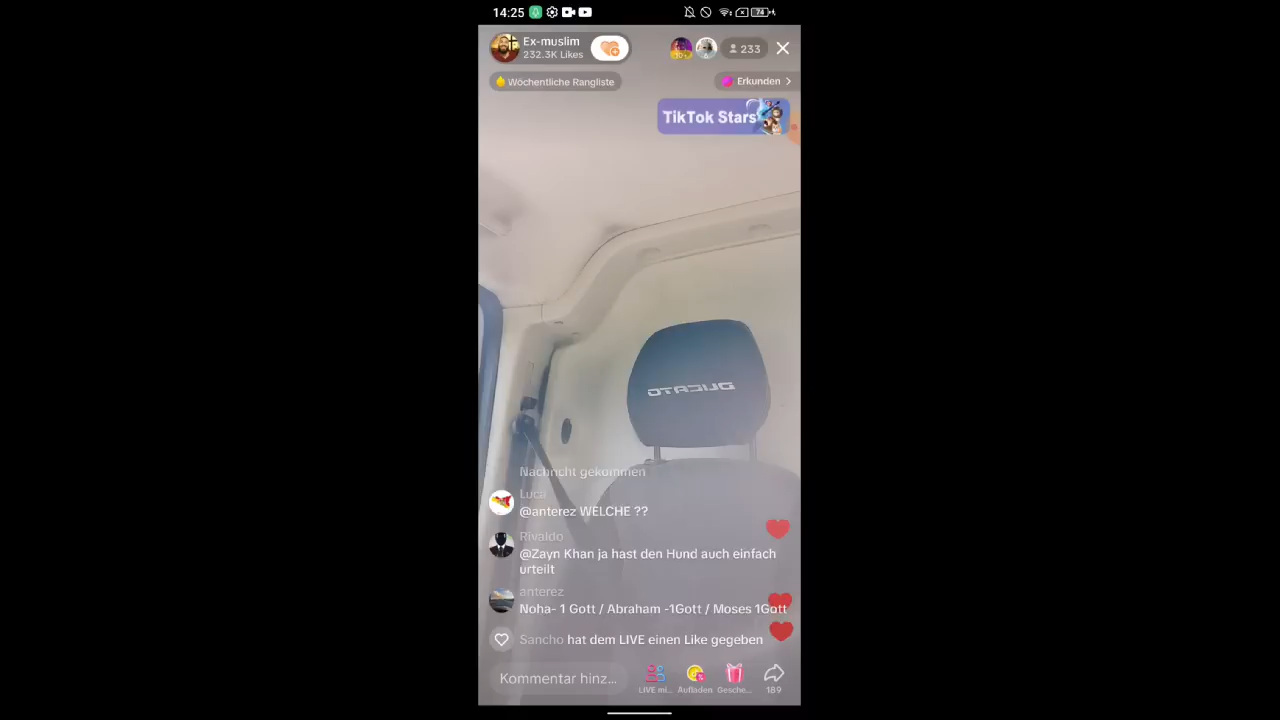 14:25
74
Ex-muslim
232.3K Likes
233
Wöchentliche Rangliste
Erkunden
TikTok Stars
DUCATO
Nachricht gekommen
Luca
@anterez WELCHE ??
Rivaldo
@Zayn Khan ja hast den Hund auch einfach
urteilt
anterez
Noha- 1 Gott / Abraham -1Gott / Moses 1Gott
Sancho hat dem LIVE einen Like gegeben
Kommentar hinz...
LIVE mi...
Aufladen
Gesche...
189